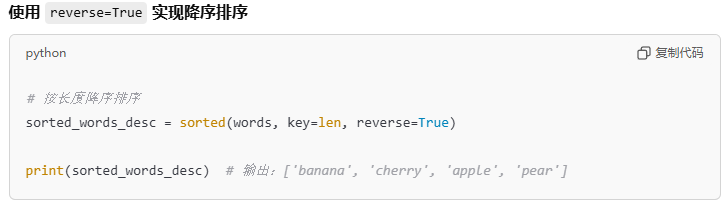 使用 reverse=True 实现降序排序
python 复制代码
# 按长度降序排序
sorted_words_desc = sorted(words, key=len, reverse=True)
print(sorted_words_desc)  # 输出: ['banana', 'cherry', 'apple', 'pear']